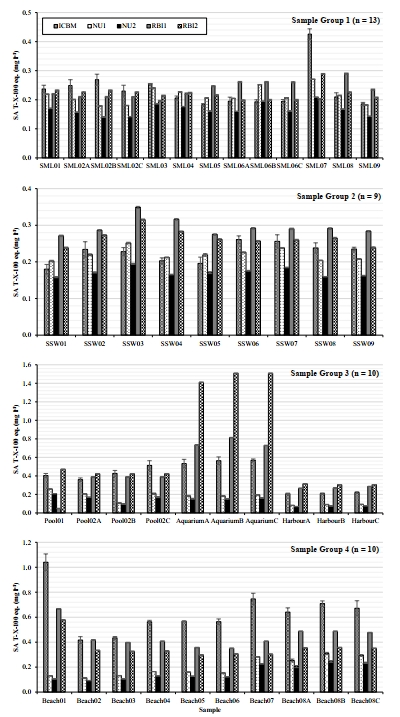 ICBM NU1 NU2 RBI1 RBI2
Sample Group 1 (n = 13)
SA T-X-100 eq. (mg l⁻¹)
0.5
0.4
0.3
0.2
0.1
0.0
SML01 SML02A SML02B SML02C SML03 SML04 SML05 SML06A SML06B SML06C SML07 SML08 SML09
Sample Group 2 (n = 9)
SA T-X-100 eq. (mg l⁻¹)
0.4
0.3
0.2
0.1
0.0
SSW01 SSW02 SSW03 SSW04 SSW05 SSW06 SSW07 SSW08 SSW09
Sample Group 3 (n = 10)
SA T-X-100 eq. (mg l⁻¹)
1.6
1.4
1.2
1.0
0.8
0.6
0.4
0.2
0.0
Pool01 Pool02A Pool02B Pool02C AquariumA AquariumB AquariumC HarbourA HarbourB HarbourC
Sample Group 4 (n = 10)
SA T-X-100 eq. (mg l⁻¹)
1.2
1.0
0.8
0.6
0.4
0.2
0.0
Beach01 Beach02 Beach03 Beach04 Beach05 Beach06 Beach07 Beach08A Beach08B Beach08C
Sample